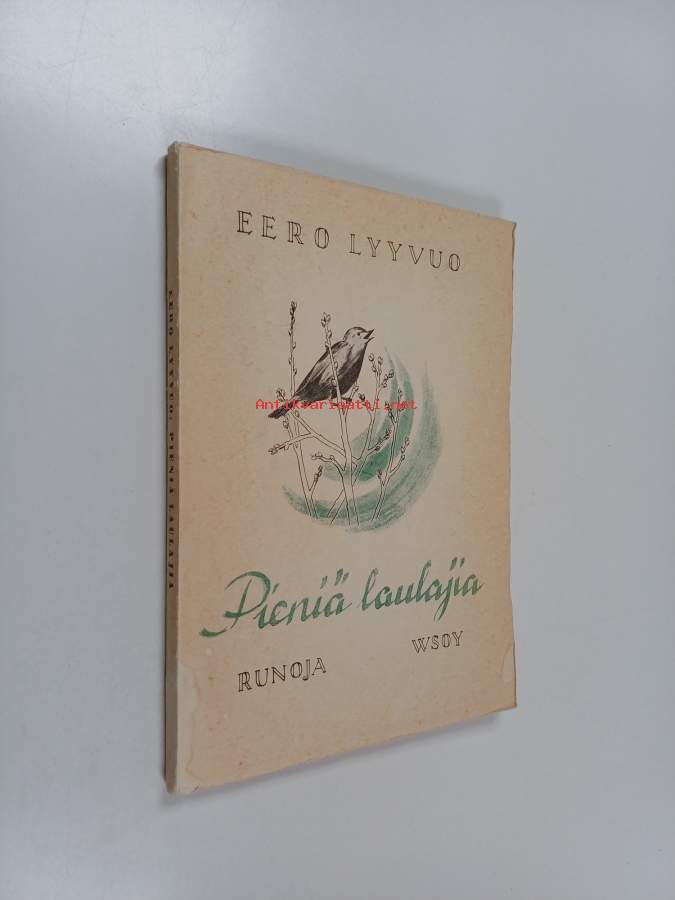 EERO LYYVUO
Antikvariaatti.net
Pieniä laulajia
RUNOJA
WSOY
EERO LYYVUO. PIENIÄ LAULAJIA